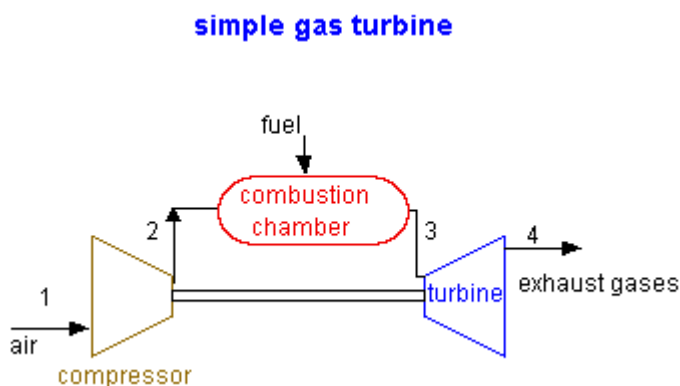 simple gas turbine
fuel
combustion
chamber
2
3
4
1
turbine
exhaust gases
air
compressor